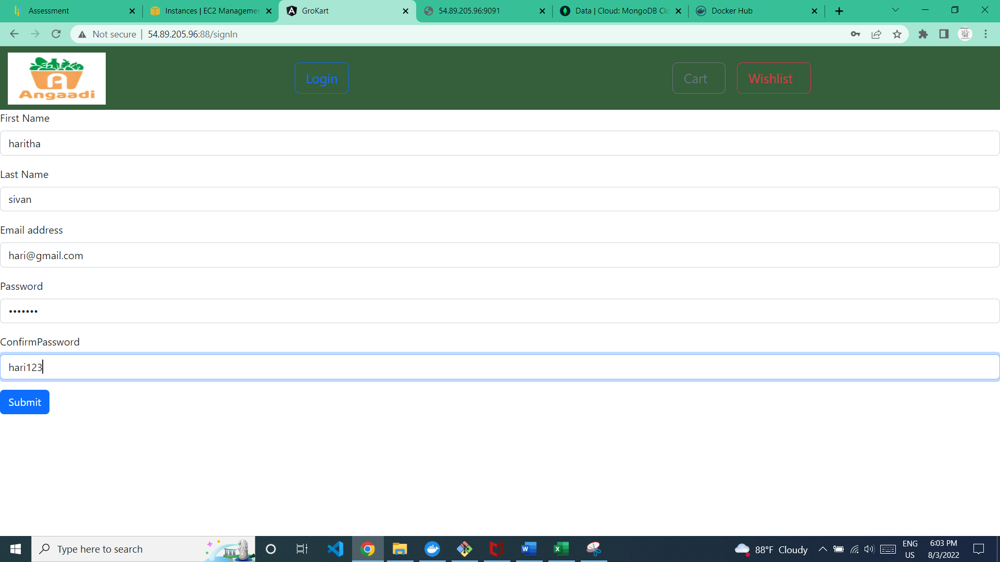 Assessment
Instances | EC2 Managemen
GroKart
54.89.205.96:9091
Data | Cloud: MongoDB Clo
Docker Hub
Not secure | 54.89.205.96:88/signIn
Angaadi
Login
Cart
Wishlist
First Name
haritha
Last Name
sivan
Email address
hari@gmail.com
Password
•••••••
ConfirmPassword
hari123
Submit
Type here to search
88°F Cloudy
ENG
US
6:03 PM
8/3/2022